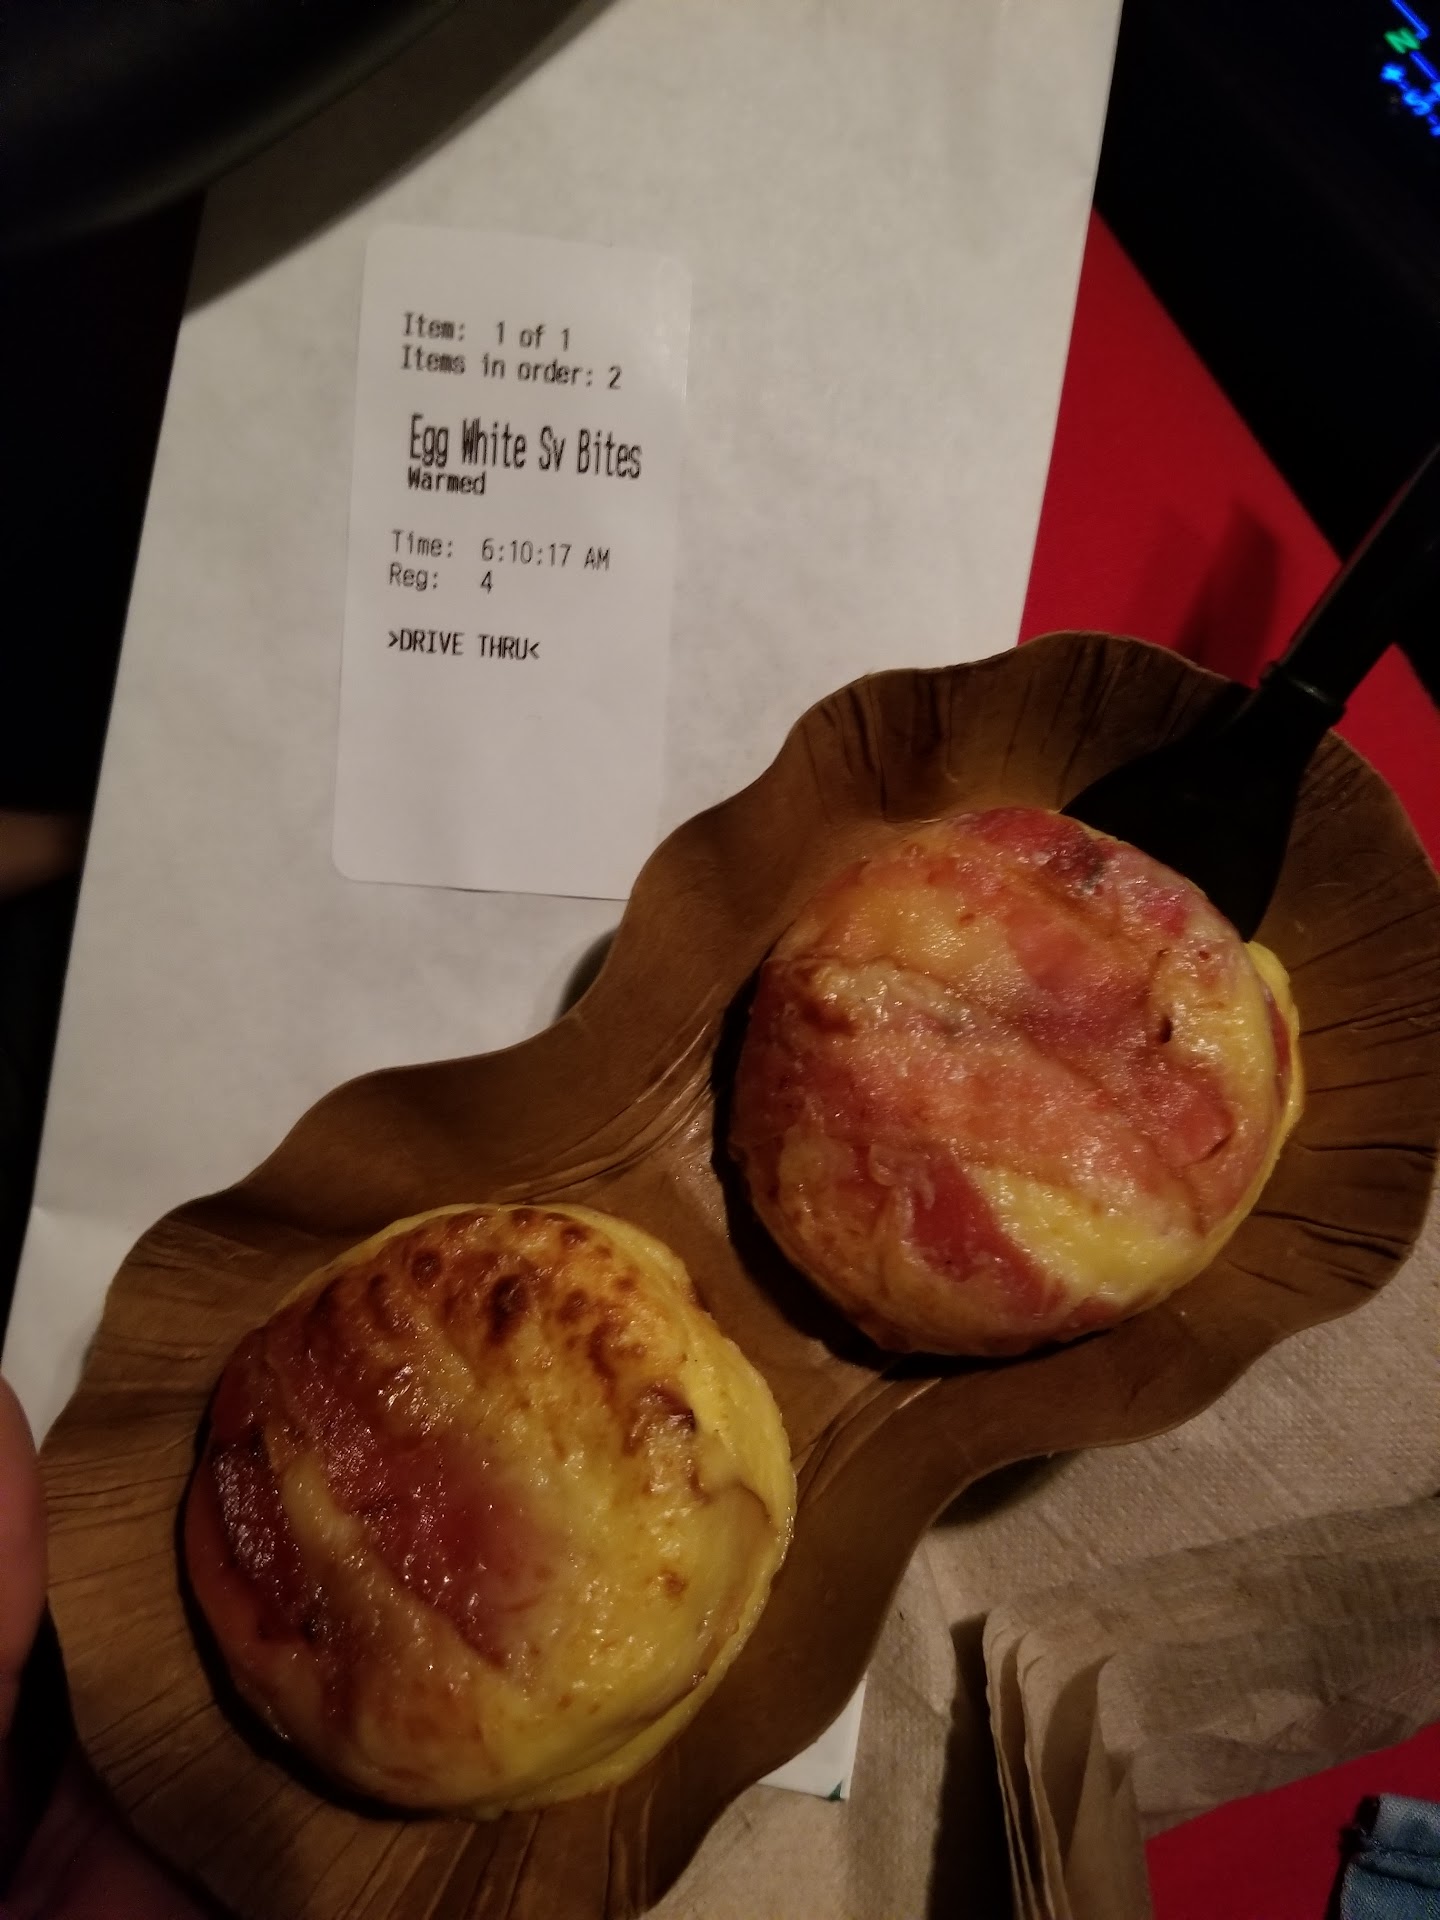 Item: 1 of 1
Items in order: 2
Egg White Sv Bites
Warmed
Time: 6:10:17 AM
Reg: 4
>DRIVE THRU<